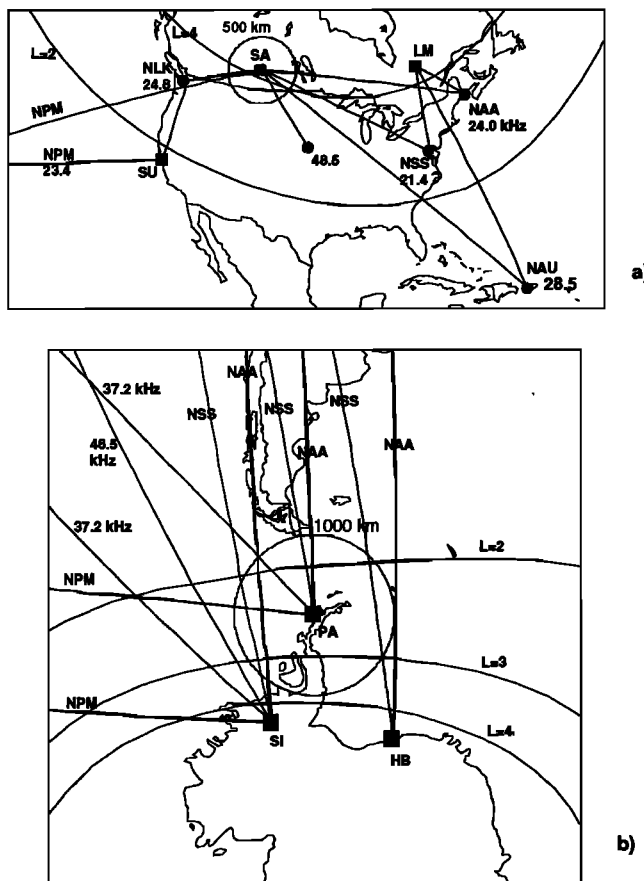 500 km
L=4
L=2
SA
LM
NLK
24.8
NPM
NAA
24.0 kHz
NPM
23.4
SU
48.5
NSS
21.4
NAU
28.5
a)
37.2 kHz
NAA
NSS
NSS
NSS
48.5
kHz
NAA
NAA
37.2 kHz
1000 km
L=2
NPM
PA
L=3
NPM
SI
L=4
HB
b)